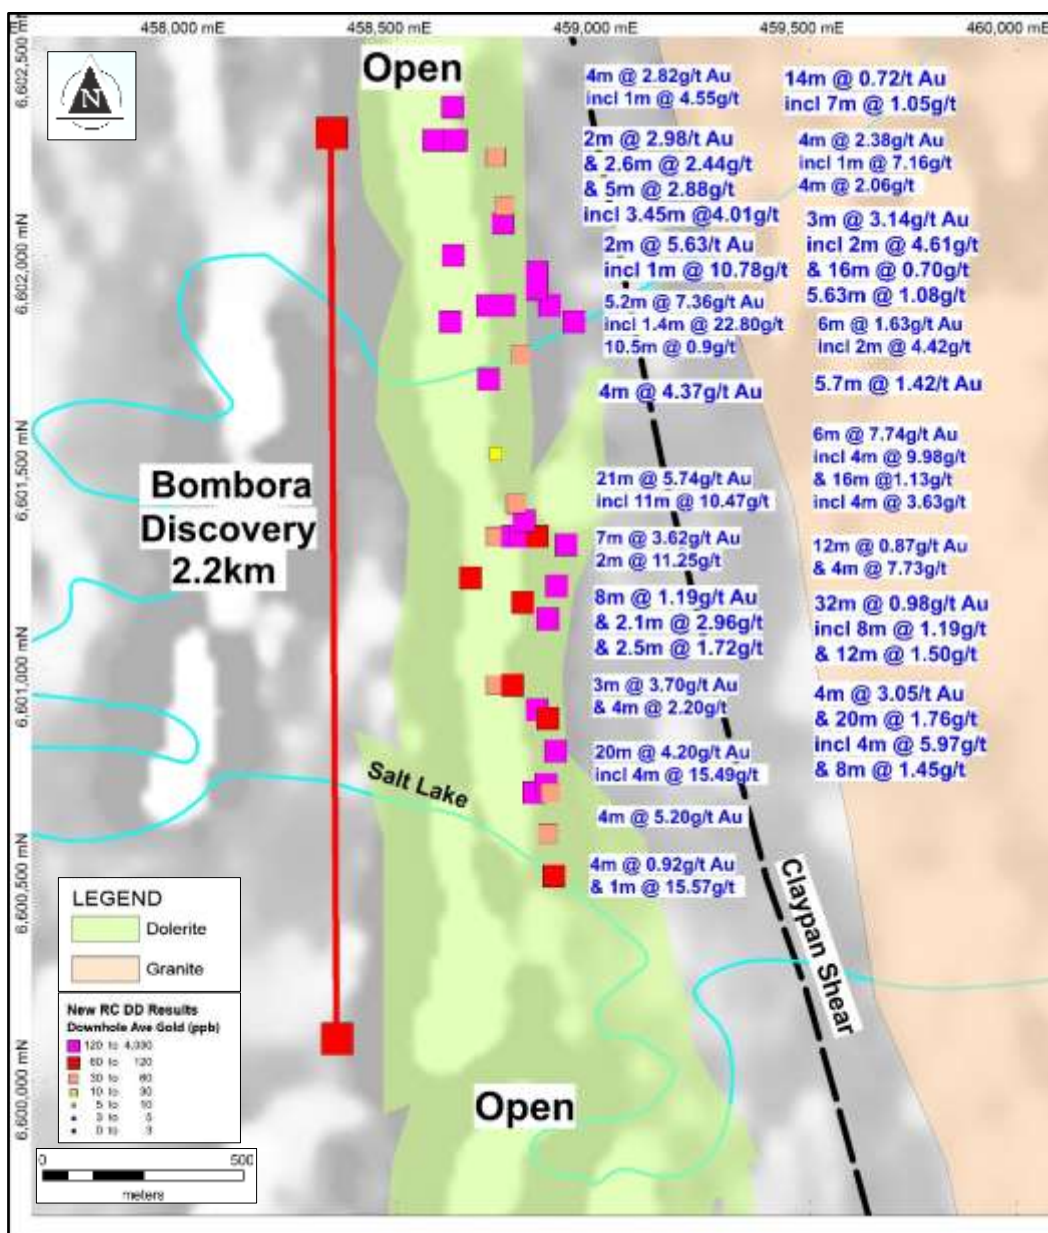 458,000 mE
458,500 mE
459,000 mE
459,500 mE
460,000 mE
6,602,500 mN
6,602,000 mN
6,601,500 mN
6,601,000 mN
6,600,500 mN
6,600,000 mN
N
Open
4m @ 2.82g/t Au
incl 1m @ 4.55g/t
2m @ 2.98/t Au
& 2.6m @ 2.44g/t
& 5m @ 2.88g/t
incl 3.45m @4.01g/t
2m @ 5.63/t Au
incl 1m @ 10.78g/t
5.2m @ 7.36g/t Au
incl 1.4m @ 22.80g/t
10.5m @ 0.9g/t
4m @ 4.37g/t Au
21m @ 5.74g/t Au
incl 11m @ 10.47g/t
7m @ 3.62g/t Au
2m @ 11.25g/t
8m @ 1.19g/t Au
& 2.1m @ 2.96g/t
& 2.5m @ 1.72g/t
3m @ 3.70g/t Au
& 4m @ 2.20g/t
20m @ 4.20g/t Au
incl 4m @ 15.49g/t
4m @ 5.20g/t Au
4m @ 0.92g/t Au
& 1m @ 15.57g/t
14m @ 0.72/t Au
incl 7m @ 1.05g/t
4m @ 2.38g/t Au
incl 1m @ 7.16g/t
4m @ 2.06g/t
3m @ 3.14g/t Au
incl 2m @ 4.61g/t
& 16m @ 0.70g/t
5.63m @ 1.08g/t
6m @ 1.63g/t Au
incl 2m @ 4.42g/t
5.7m @ 1.42/t Au
6m @ 7.74g/t Au
incl 4m @ 9.98g/t
& 16m @1.13g/t
incl 4m @ 3.63g/t
12m @ 0.87g/t Au
& 4m @ 7.73g/t
32m @ 0.98g/t Au
incl 8m @ 1.19g/t
& 12m @ 1.50g/t
4m @ 3.05/t Au
& 20m @ 1.76g/t
incl 4m @ 5.97g/t
& 8m @ 1.45g/t
Bombora
Discovery
2.2km
Salt Lake
Claypan Shear
Open
LEGEND
Dolerite
Granite
New RC DD Results
Downhole Ave Gold (ppb)
120 to 4,000
60 to 120
30 to 60
10 to 30
5 to 10
3 to 5
0 to 3
0 500
meters